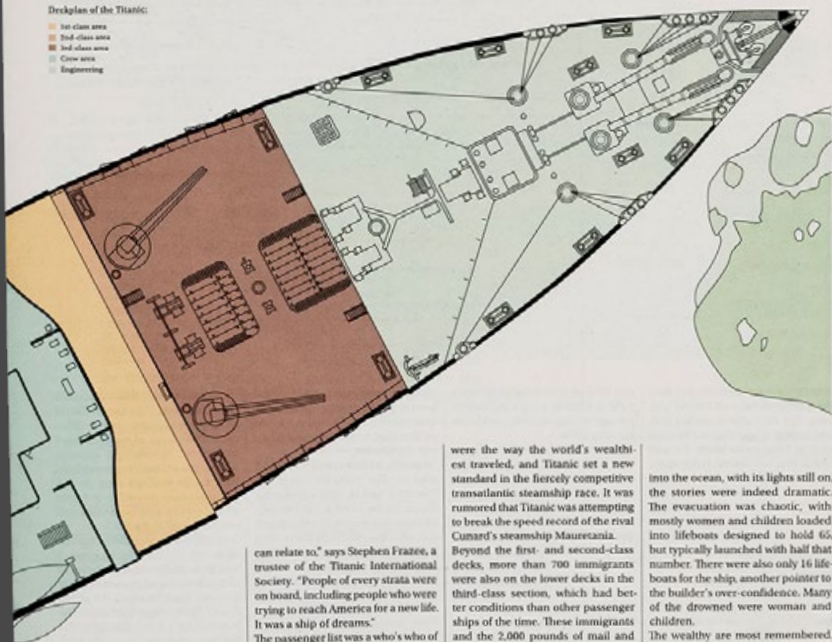 Deckplan of the Titanic:
1st-class area
2nd-class area
3rd-class area
Crew area
Engineering
can relate to," says Stephen Frazee, a
trustee of the Titanic International
Society. "People of every strata were
on board, including people who were
trying to reach America for a new life.
It was a ship of dreams."
The passenger list was a who's who of
were the way the world's wealthi-
est traveled, and Titanic set a new
standard in the fiercely competitive
transatlantic steamship race. It was
rumored that Titanic was attempting
to break the speed record of the rival
Cunard's steamship Mauretania.
Beyond the first- and second-class
decks, more than 700 immigrants
were also on the lower decks in the
third-class section, which had bet-
ter conditions than other passenger
ships of the time. These immigrants
and the 2,000 pounds of mail and
into the ocean, with its lights still on,
the stories were indeed dramatic.
The evacuation was chaotic, with
mostly women and children loaded
into lifeboats designed to hold 65,
but typically launched with half that
number. There were also only 16 life-
boats for the ship, another pointer to
the builder's over-confidence. Many
of the drowned were woman and
children.
The wealthy are most remembered